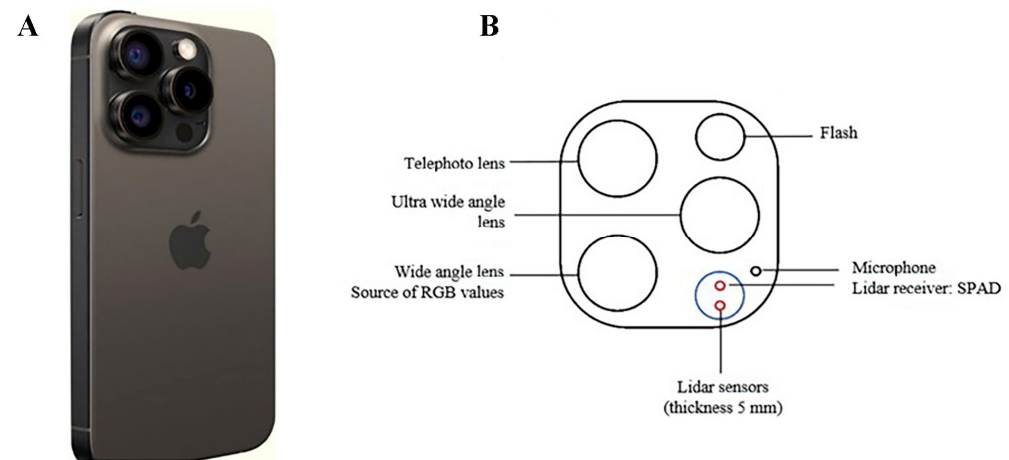 A
B
Flash
Telephoto lens
Ultra wide angle
lens
Wide angle lens
Source of RGB values
Microphone
Lidar receiver: SPAD
Lidar sensors
(thickness 5 mm)